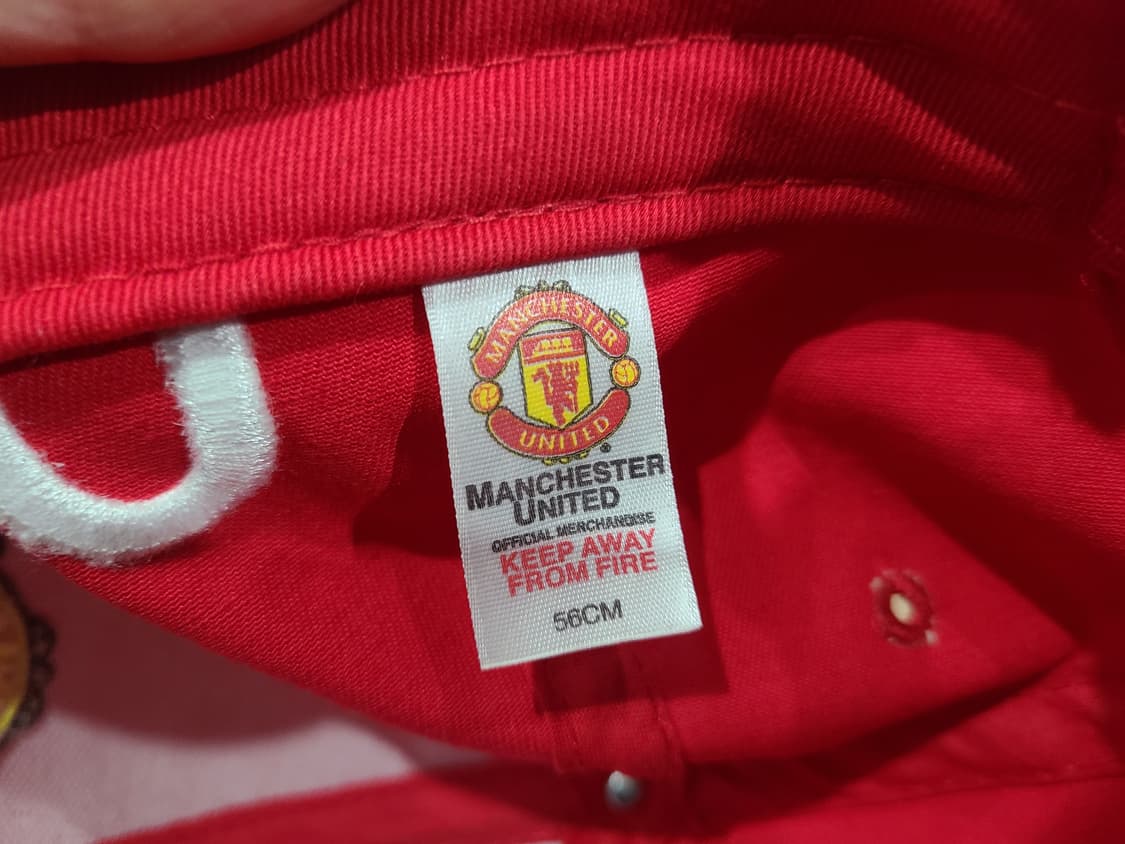 MANCHESTER
UNITED
MANCHESTER
UNITED
OFFICIAL MERCHANDISE
KEEP AWAY
FROM FIRE
56CM